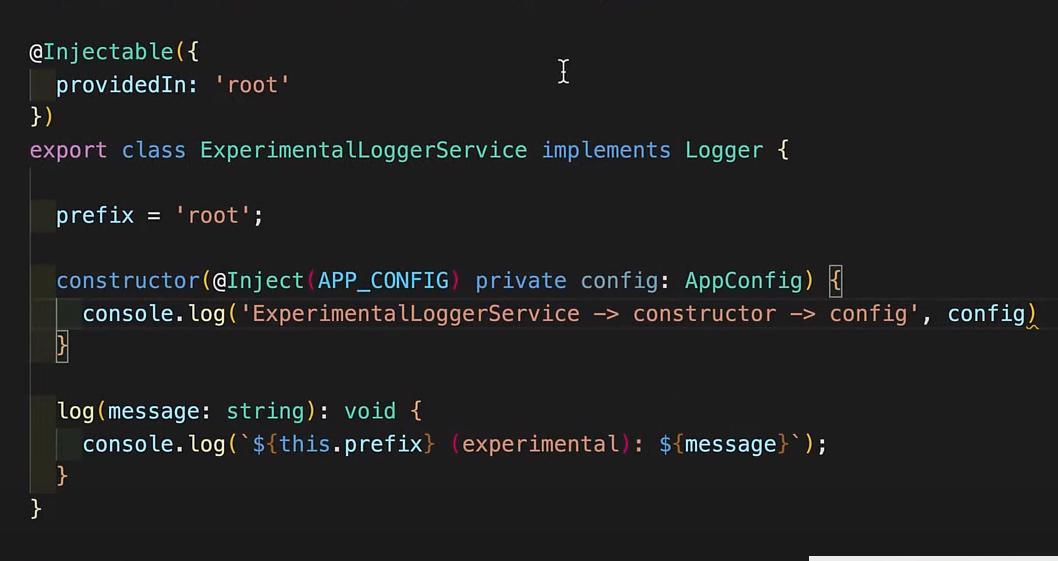 @Injectable({
  providedIn: 'root'
})
export class ExperimentalLoggerService implements Logger {
  prefix = 'root';
  constructor(@Inject(APP_CONFIG) private config: AppConfig) {
    console.log('ExperimentalLoggerService -> constructor -> config', config)
  }
  log(message: string): void {
    console.log(`${this.prefix} (experimental): ${message}`);
  }
}